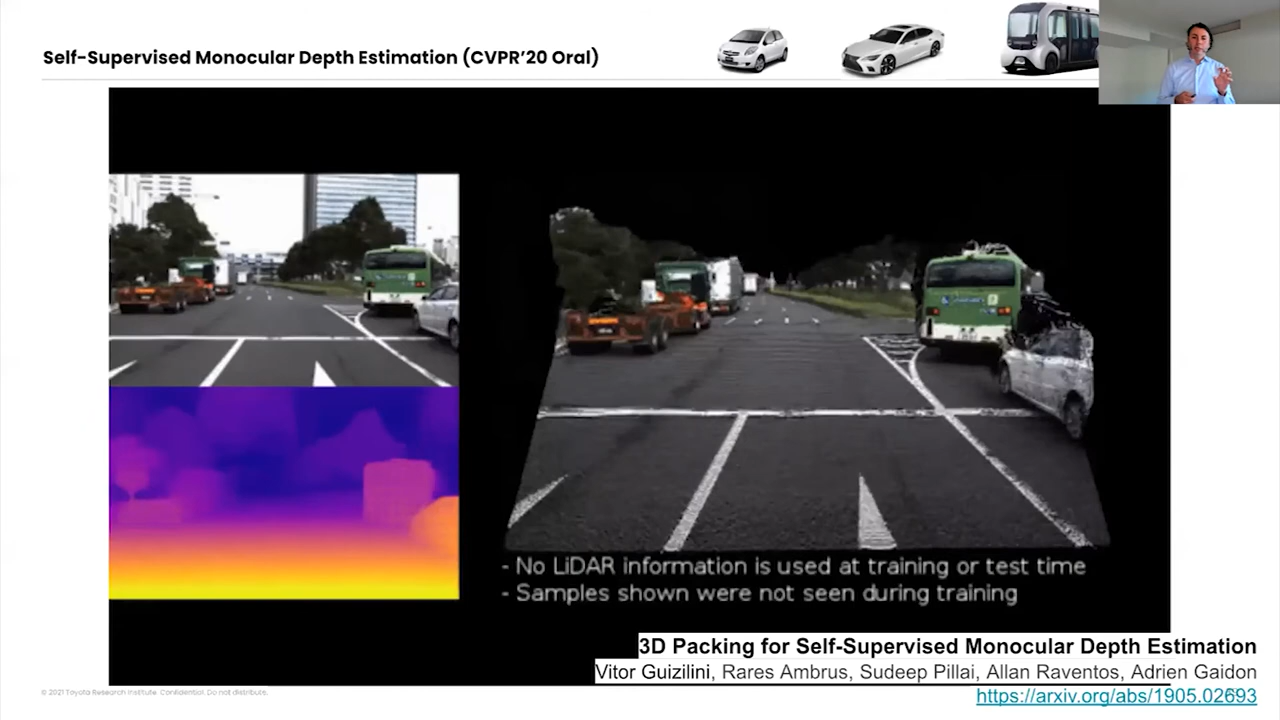 Self-Supervised Monocular Depth Estimation (CVPR'20 Oral)
- No LiDAR information is used at training or test time
- Samples shown were not seen during training
3D Packing for Self-Supervised Monocular Depth Estimation
Vitor Guizilini, Rares Ambrus, Sudeep Pillai, Allan Raventos, Adrien Gaidon
© 2021 Toyota Research Institute. Confidential. Do not distribute.
https://arxiv.org/abs/1905.02693